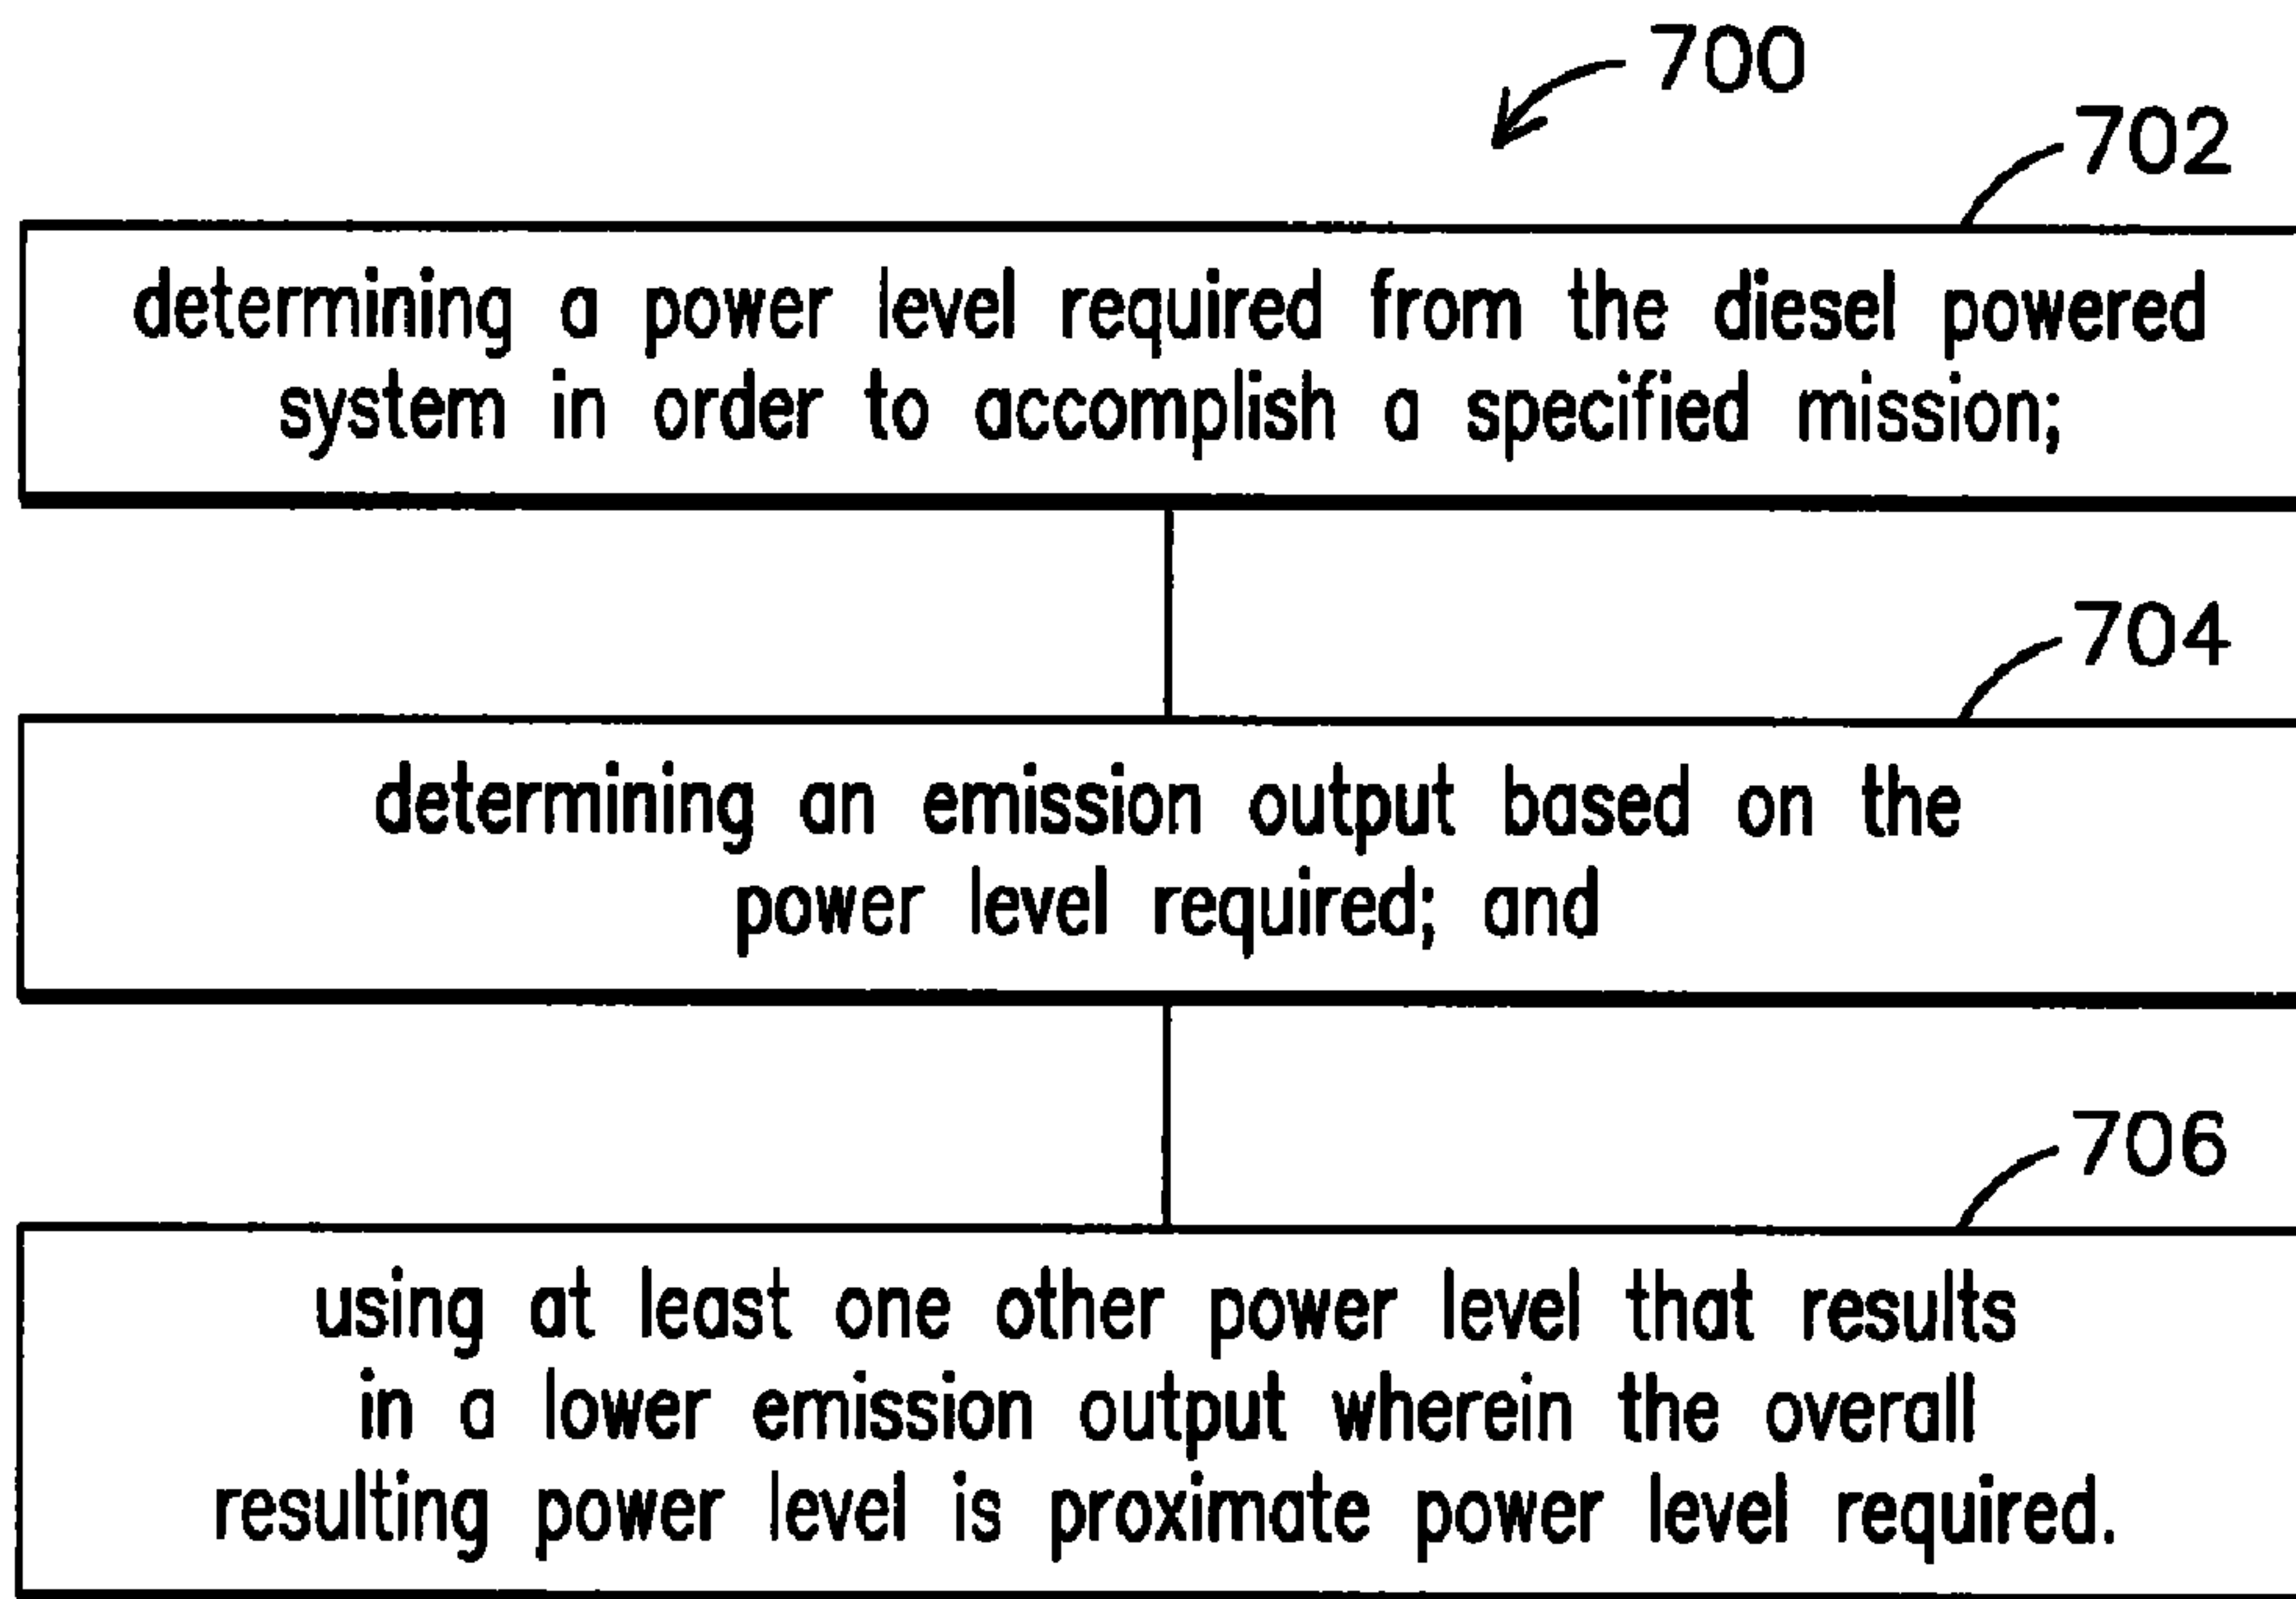 700
702
determining a power level required from the diesel powered
system in order to accomplish a specified mission;
704
determining an emission output based on the
power level required; and
706
using at least one other power level that results
in a lower emission output wherein the overall
resulting power level is proximate power level required.